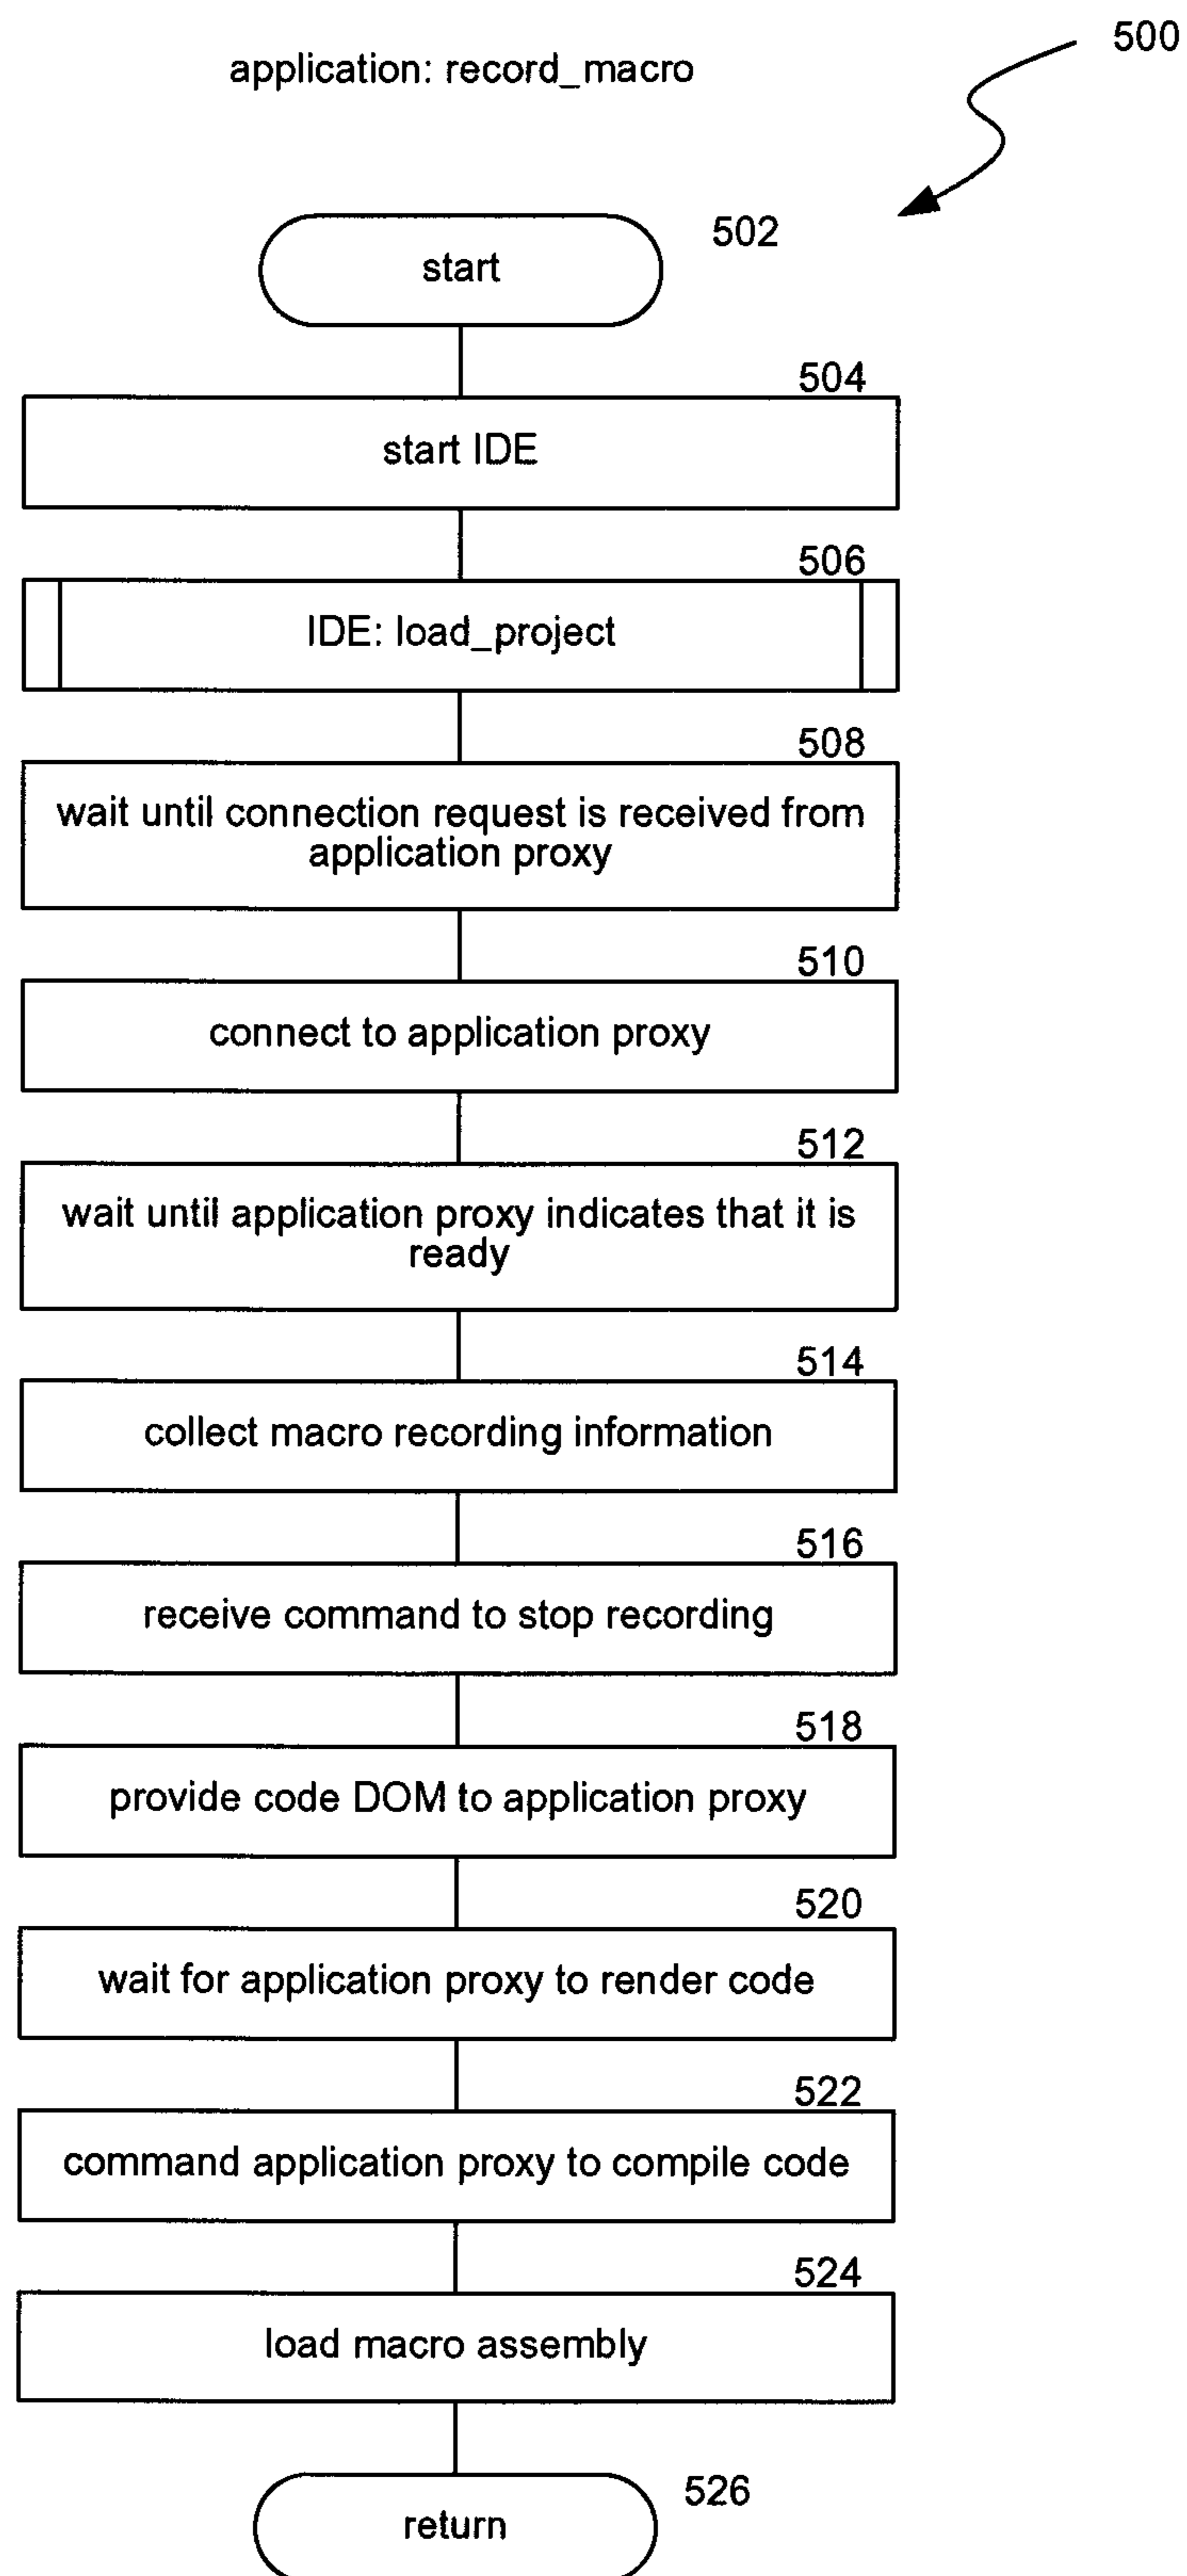 500
application: record_macro
502
start
504
start IDE
506
IDE: load_project
508
wait until connection request is received from
application proxy
510
connect to application proxy
512
wait until application proxy indicates that it is
ready
514
collect macro recording information
516
receive command to stop recording
518
provide code DOM to application proxy
520
wait for application proxy to render code
522
command application proxy to compile code
524
load macro assembly
526
return